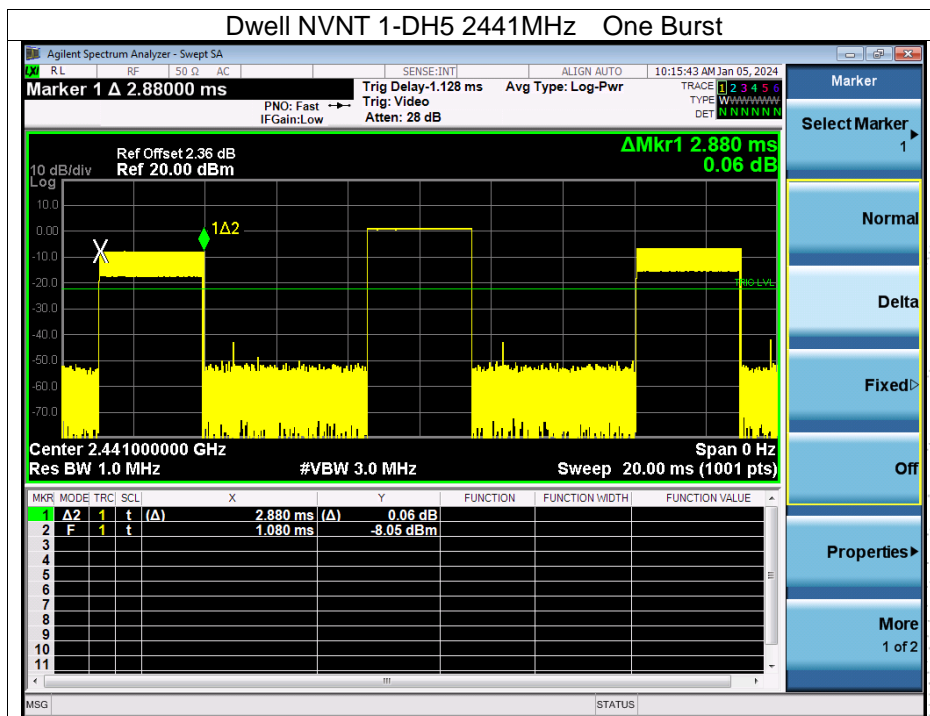 Dwell NVNT 1-DH5 2441MHz One Burst
Agilent Spectrum Analyzer - Swept SA
LXI RL RF 50 Ω AC SENSE:INT ALIGN AUTO 10:15:43 AM Jan 05, 2024
Marker 1 Δ 2.88000 ms
PNO: Fast
IFGain:Low
Trig Delay-1.128 ms
Trig: Video
Atten: 28 dB
Avg Type: Log-Pwr
TRACE 1 2 3 4 5 6
TYPE WWWWWW
DET N N N N N N
ΔMkr1 2.880 ms
0.06 dB
Ref Offset 2.36 dB
10 dB/div Ref 20.00 dBm
Log
10.0
0.00
-10.0
-20.0
-30.0
-40.0
-50.0
-60.0
-70.0
X
1Δ2
TRIG LVL
Center 2.441000000 GHz Span 0 Hz
Res BW 1.0 MHz #VBW 3.0 MHz Sweep 20.00 ms (1001 pts)
MKR MODE TRC SCL X Y FUNCTION FUNCTION WIDTH FUNCTION VALUE
1 Δ2 1 t (Δ) 2.880 ms (Δ) 0.06 dB
2 F 1 t 1.080 ms -8.05 dBm
3
4
5
6
7
8
9
10
11
MSG STATUS
Marker
Select Marker
1
Normal
Delta
Fixed
Off
Properties
More
1 of 2